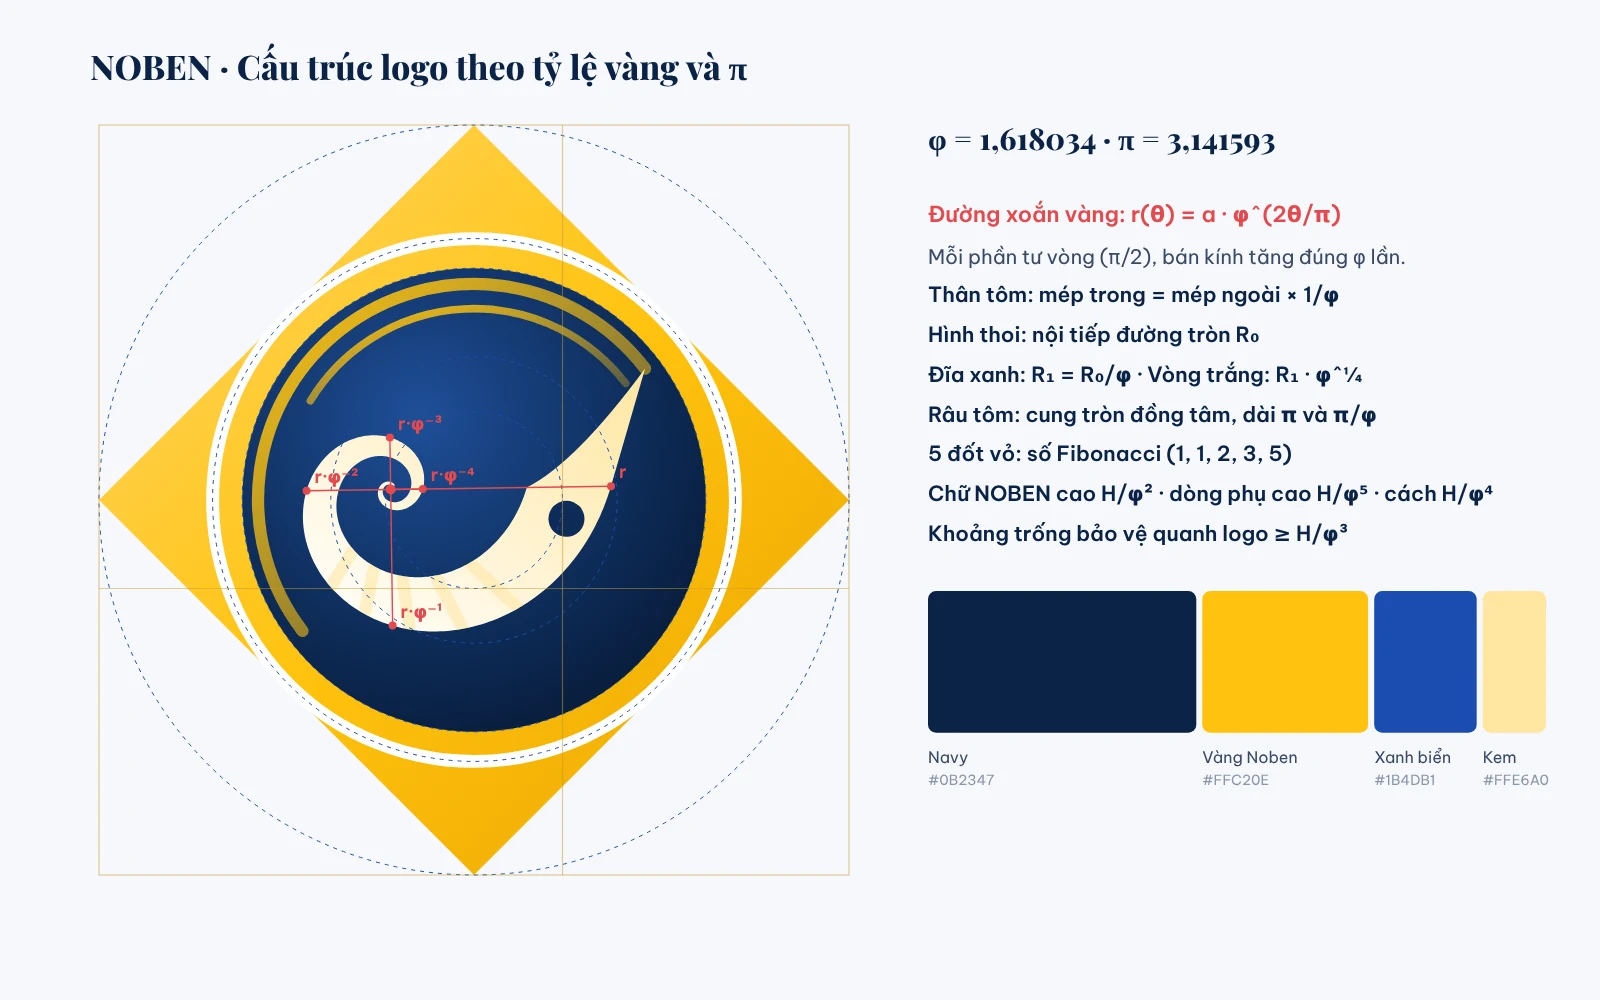 NOBEN · Cấu trúc logo theo tỷ lệ vàng và π
φ = 1,618034 · π = 3,141593
Đường xoắn vàng: r(θ) = a · φ^(2θ/π)
Mỗi phần tư vòng (π/2), bán kính tăng đúng φ lần.
Thân tôm: mép trong = mép ngoài × 1/φ
Hình thoi: nội tiếp đường tròn R₀
Đĩa xanh: R₁ = R₀/φ · Vòng trắng: R₁ · φ^¼
Râu tôm: cung tròn đồng tâm, dài π và π/φ
5 đốt vỏ: số Fibonacci (1, 1, 2, 3, 5)
Chữ NOBEN cao H/φ² · dòng phụ cao H/φ⁵ · cách H/φ⁴
Khoảng trống bảo vệ quanh logo ≥ H/φ³
r·φ⁻³
r·φ⁻²
r·φ⁻⁴
r
r·φ⁻¹
Navy
#0B2347
Vàng Noben
#FFC20E
Xanh biển
#1B4DB1
Kem
#FFE6A0